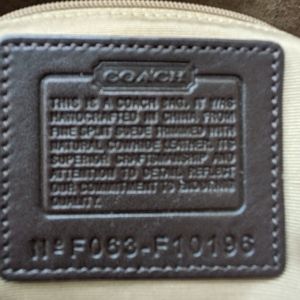 COACH
THIS IS A COACH BAG. IT WAS
HANDCRAFTED IN CHINA FROM
FINE SPLIT SUEDE TRIMMED WITH
NATURAL COWHIDE LEATHER. ITS
SUPERIOR CRAFTSMANSHIP AND
ATTENTION TO DETAIL REFLECT
OUR COMMITMENT TO ENDURING
QUALITY.
Nº F063-F10196